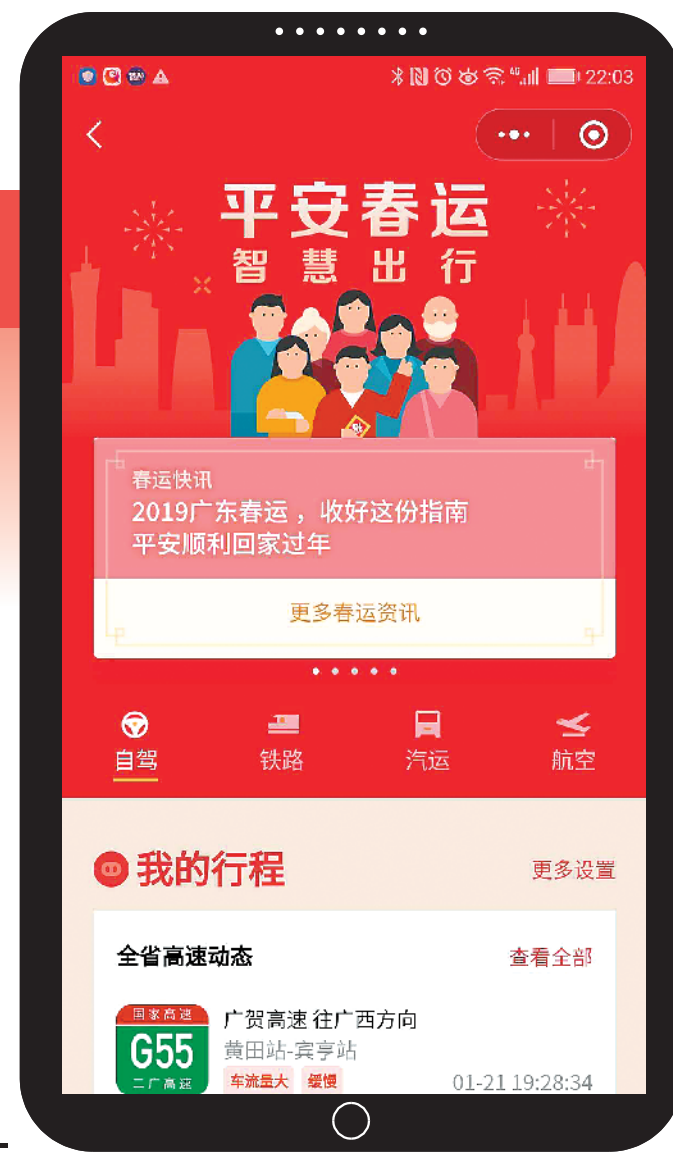 4G 22:03
平安春运
智慧出行
春运快讯
2019广东春运，收好这份指南
平安顺利回家过年
更多春运资讯
自驾 铁路 汽运 航空
我的行程 更多设置
全省高速动态 查看全部
国家高速
G55
二广高速
广贺高速 往广西方向
黄田站-宾亨站
车流量大 缓慢 01-21 19:28:34